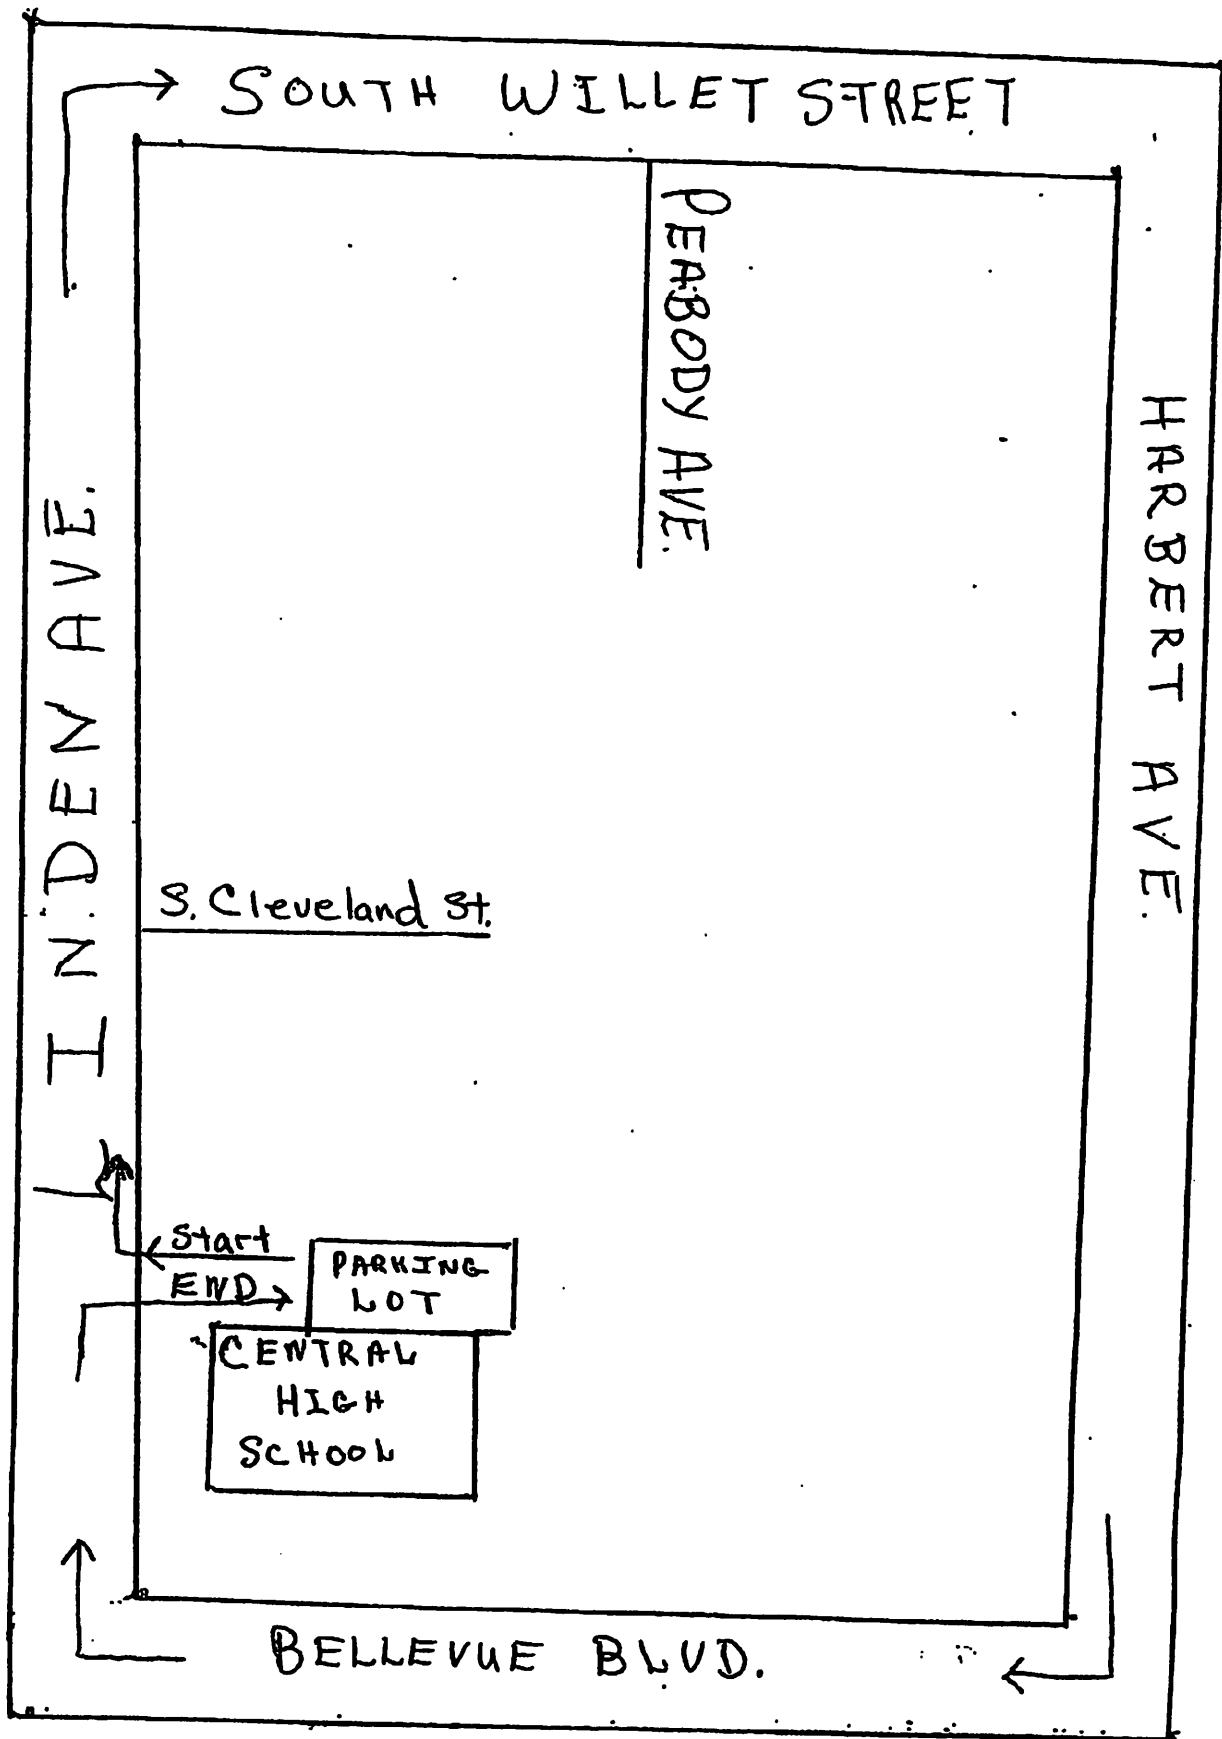 SOUTH WILLET STREET
PEABODY AVE.
HARBERT AVE.
INDEN AVE.
S. Cleveland St.
Start
END
PARKING
LOT
CENTRAL
HIGH
SCHOOL
BELLEVUE BLVD.